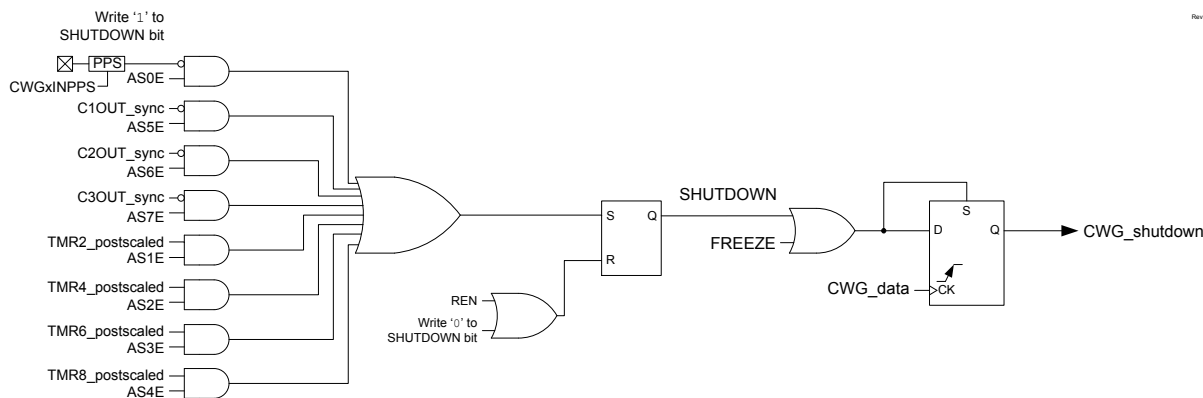 Write ‘1’ to
SHUTDOWN bit
Rev
PPS
CWGxINPPS
AS0E
C1OUT_sync
AS5E
C2OUT_sync
AS6E
C3OUT_sync
AS7E
TMR2_postscaled
AS1E
TMR4_postscaled
AS2E
TMR6_postscaled
AS3E
TMR8_postscaled
AS4E
REN
Write ‘0’ to
SHUTDOWN bit
S
Q
R
SHUTDOWN
FREEZE
S
D
Q
CK
CWG_data
CWG_shutdown